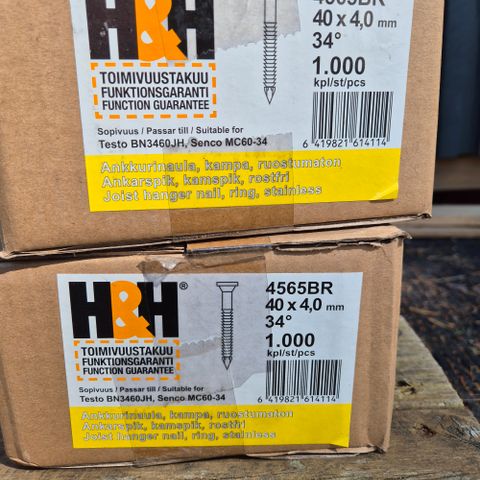 H&H
4565BR
40 x 4,0 mm
34°
1.000
kpl/st/pcs
TOIMIVUUSTAKUU
FUNKTIONSGARANTI
FUNCTION GUARANTEE
Sopivuus / Passar till / Suitable for
Testo BN3460JH, Senco MC60-34
6 419821 614114
Ankkurinaula, kampa, ruostumaton
Ankarspik, kamspik, rostfri
Joist hanger nail, ring, stainless
H&H®
4565BR
40 x 4,0 mm
34°
1.000
kpl/st/pcs
TOIMIVUUSTAKUU
FUNKTIONSGARANTI
FUNCTION GUARANTEE
Sopivuus / Passar till / Suitable for
Testo BN3460JH, Senco MC60-34
6 419821 614114
Ankkurinaula, kampa, ruostumaton
Ankarspik, kamspik, rostfri
Joist hanger nail, ring, stainless